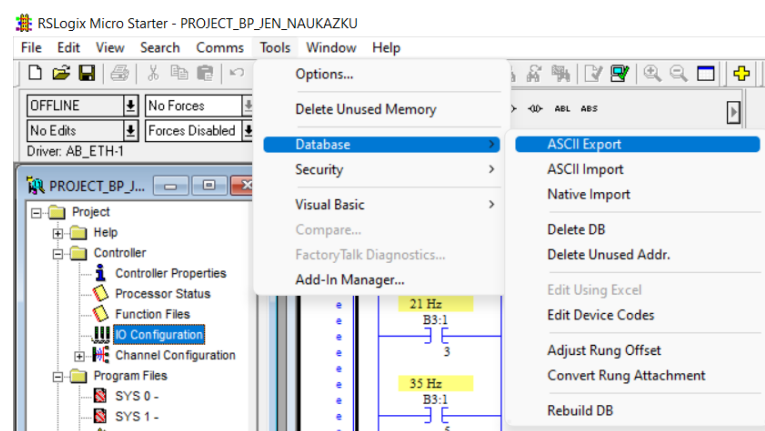 RSLogix Micro Starter - PROJECT_BP_JEN_NAUKAZKU
File Edit View Search Comms Tools Window Help
OFFLINE No Forces
No Edits Forces Disabled
Driver: AB_ETH-1
ABL ABS
Options...
Delete Unused Memory
Database
Security
Visual Basic
Compare...
FactoryTalk Diagnostics...
Add-In Manager...
ASCII Export
ASCII Import
Native Import
Delete DB
Delete Unused Addr.
Edit Using Excel
Edit Device Codes
Adjust Rung Offset
Convert Rung Attachment
Rebuild DB
PROJECT_BP_J...
Project
Help
Controller
Controller Properties
Processor Status
Function Files
IO Configuration
Channel Configuration
Program Files
SYS 0 -
SYS 1 -
e
e
e
e
e
e
e
e
21 Hz
B3:1
3
35 Hz
B3:1